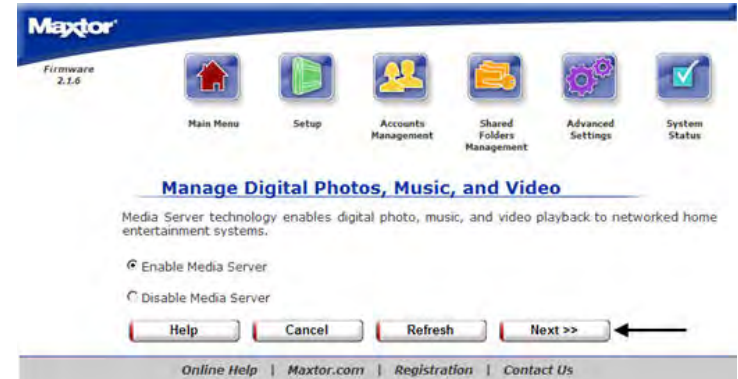 Maxtor
Firmware
2.1.6
Main Menu
Setup
Accounts
Management
Shared
Folders
Management
Advanced
Settings
System
Status
Manage Digital Photos, Music, and Video
Media Server technology enables digital photo, music, and video playback to networked home
entertainment systems.
Enable Media Server
Disable Media Server
Help
Cancel
Refresh
Next >>
Online Help | Maxtor.com | Registration | Contact Us